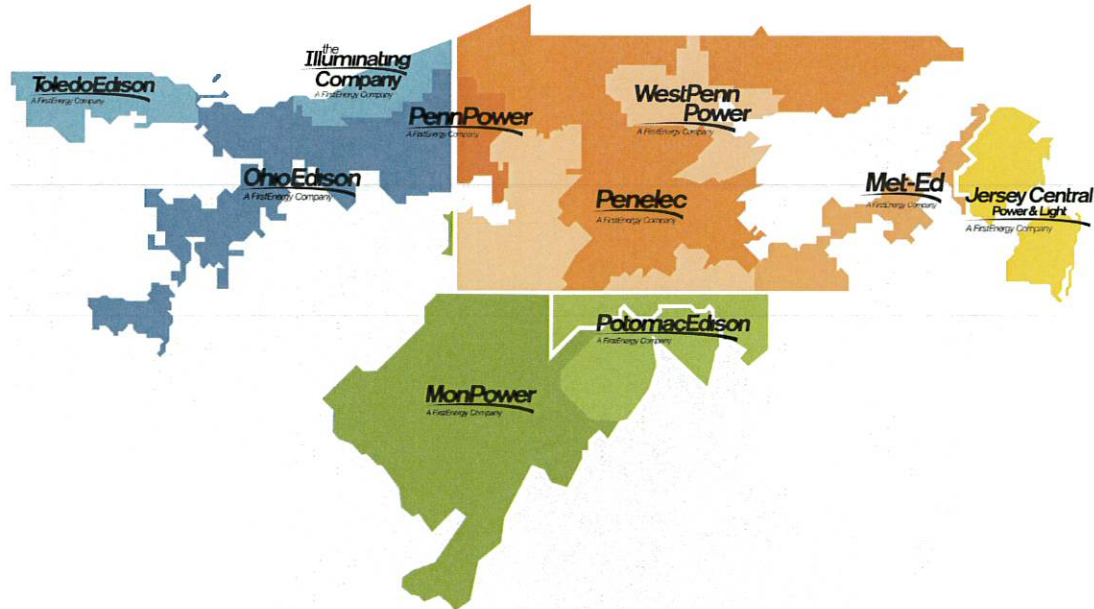 ToledoEdison
A FirstEnergy Company
the
Illuminating
Company
A FirstEnergy Company
PennPower
A FirstEnergy Company
WestPenn
Power
A FirstEnergy Company
OhioEdison
A FirstEnergy Company
Penelec
A FirstEnergy Company
Met-Ed
A FirstEnergy Company
Jersey Central
Power & Light
A FirstEnergy Company
PotomacEdison
A FirstEnergy Company
MonPower
A FirstEnergy Company